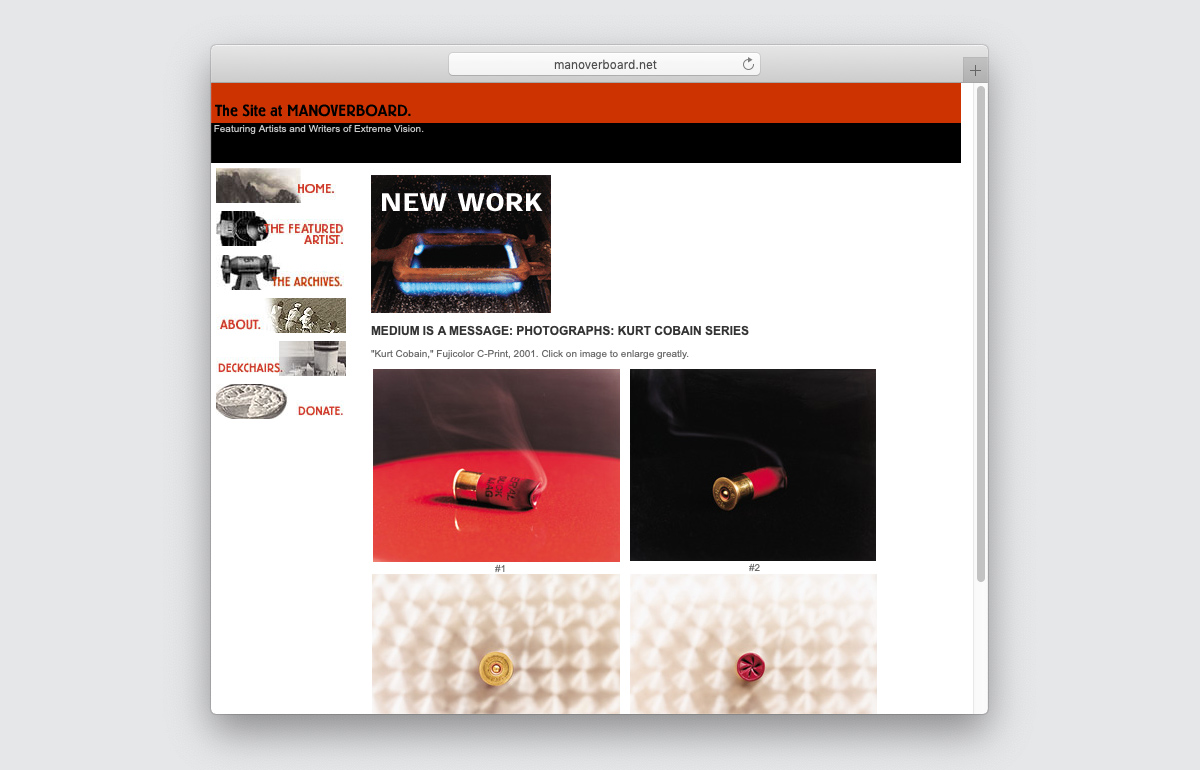 manoverboard.net
The Site at MANOVERBOARD.
Featuring Artists and Writers of Extreme Vision.
HOME.
THE FEATURED
ARTIST.
THE ARCHIVES.
ABOUT.
DECKCHAIRS.
DONATE.
NEW WORK
MEDIUM IS A MESSAGE: PHOTOGRAPHS: KURT COBAIN SERIES
"Kurt Cobain," Fujicolor C-Print, 2001. Click on image to enlarge greatly.
#1
#2